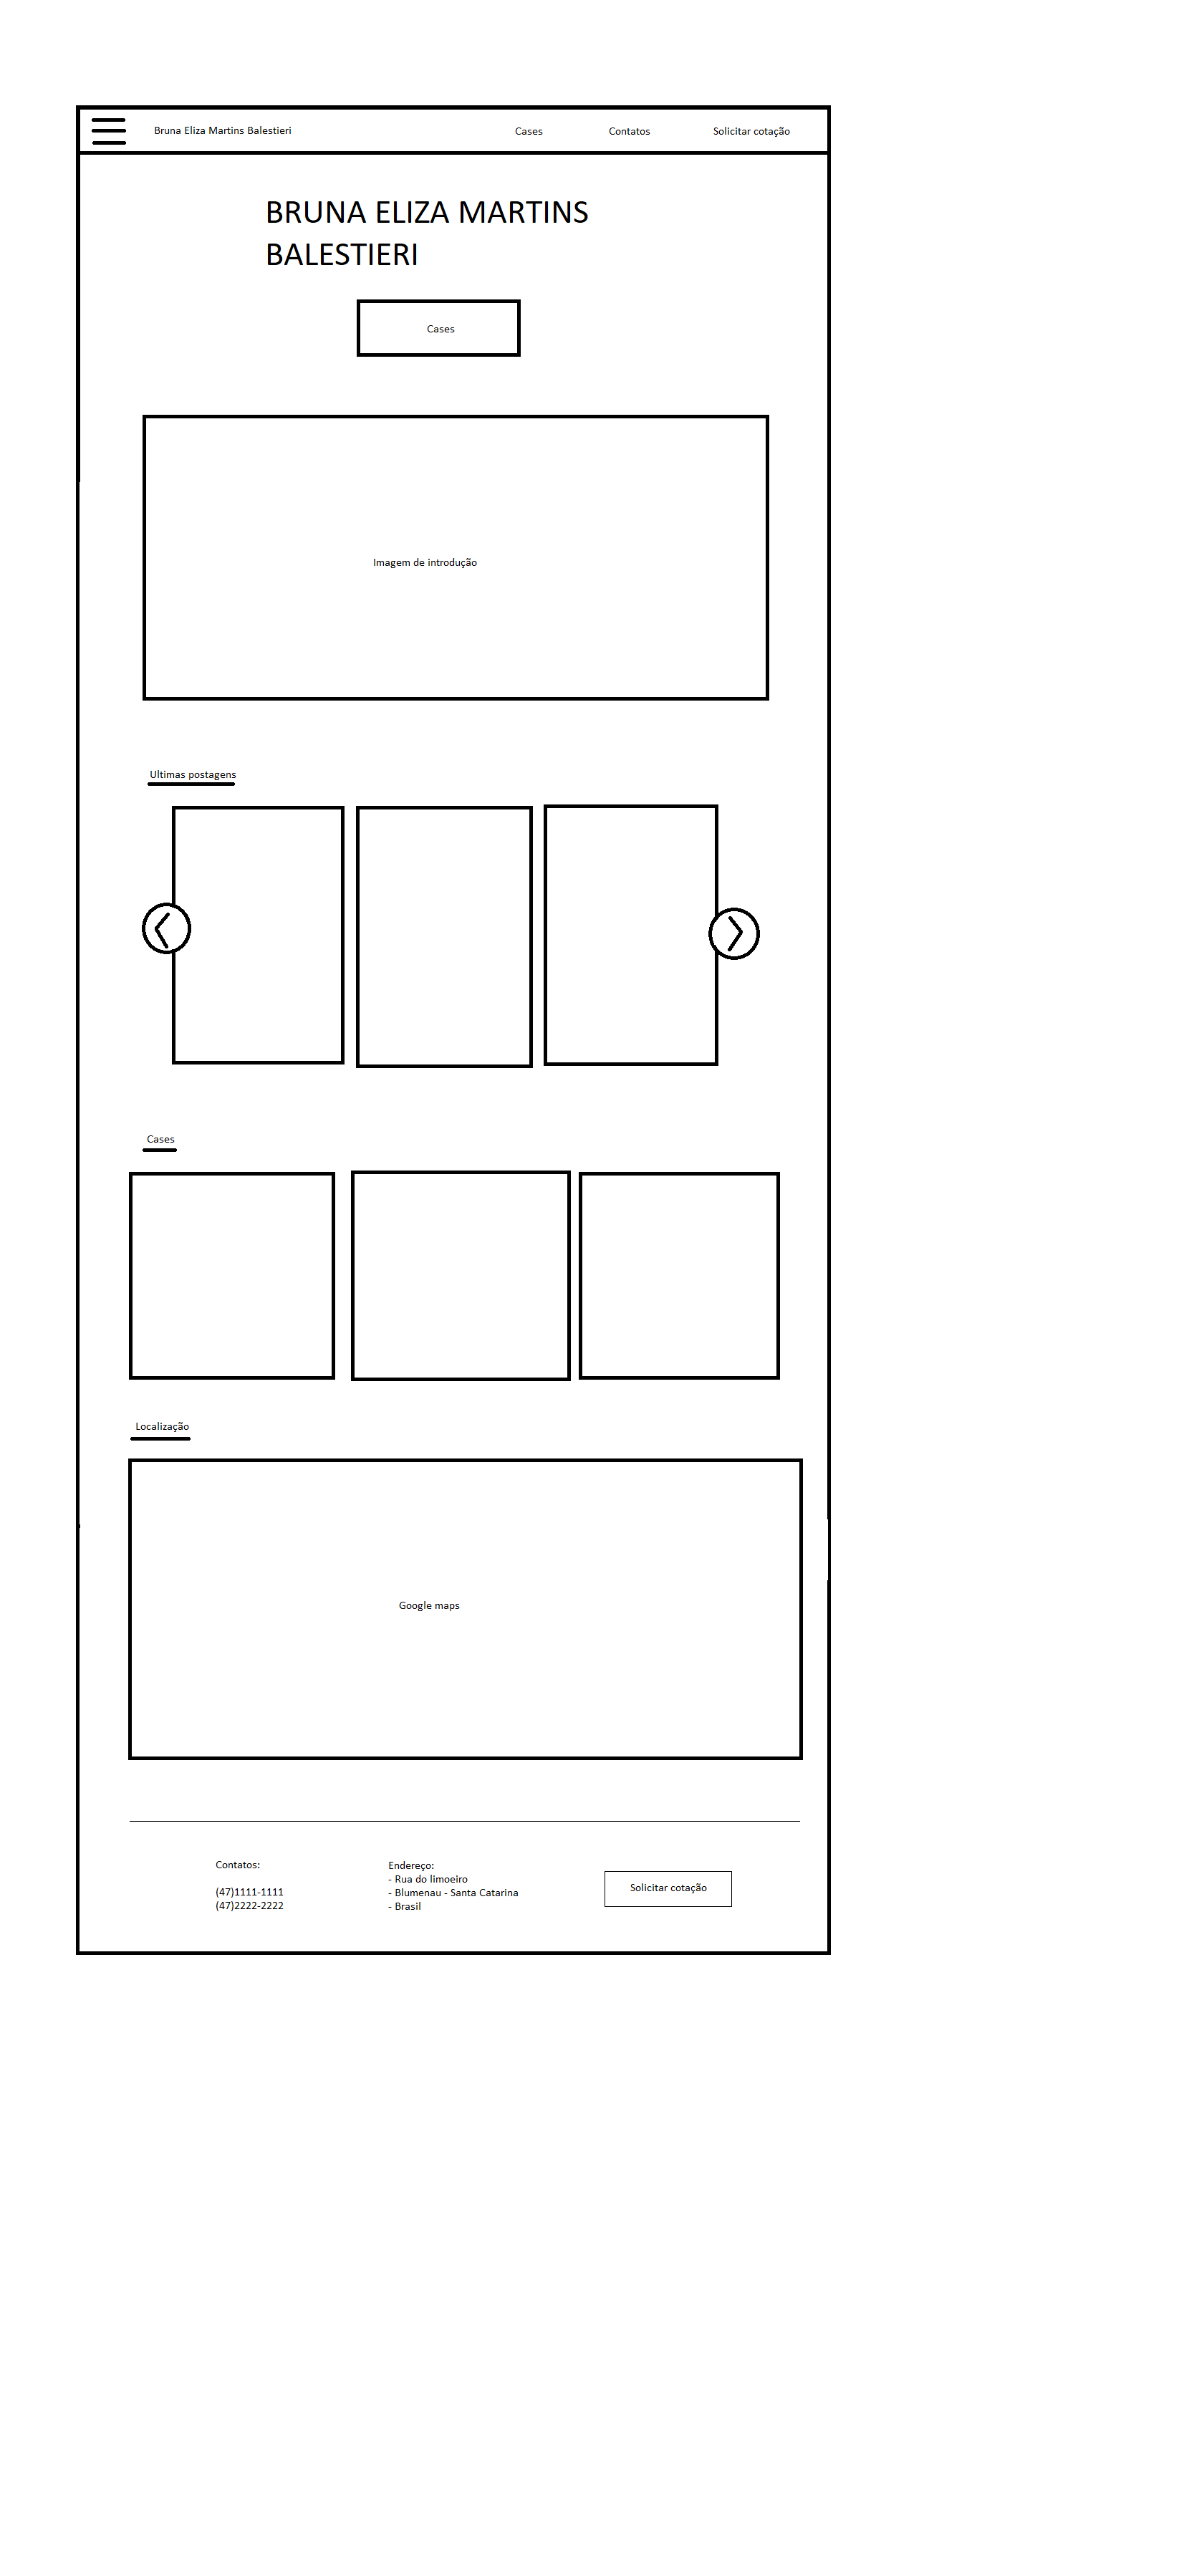 Bruna Eliza Martins Balestieri
Cases
Contatos
Solicitar cotação
BRUNA ELIZA MARTINS
BALESTIERI
Cases
Imagem de introdução
Ultimas postagens
Cases
Localização
Google maps
Contatos:
(47)1111-1111
(47)2222-2222
Endereço:
- Rua do limoeiro
- Blumenau - Santa Catarina
- Brasil
Solicitar cotação